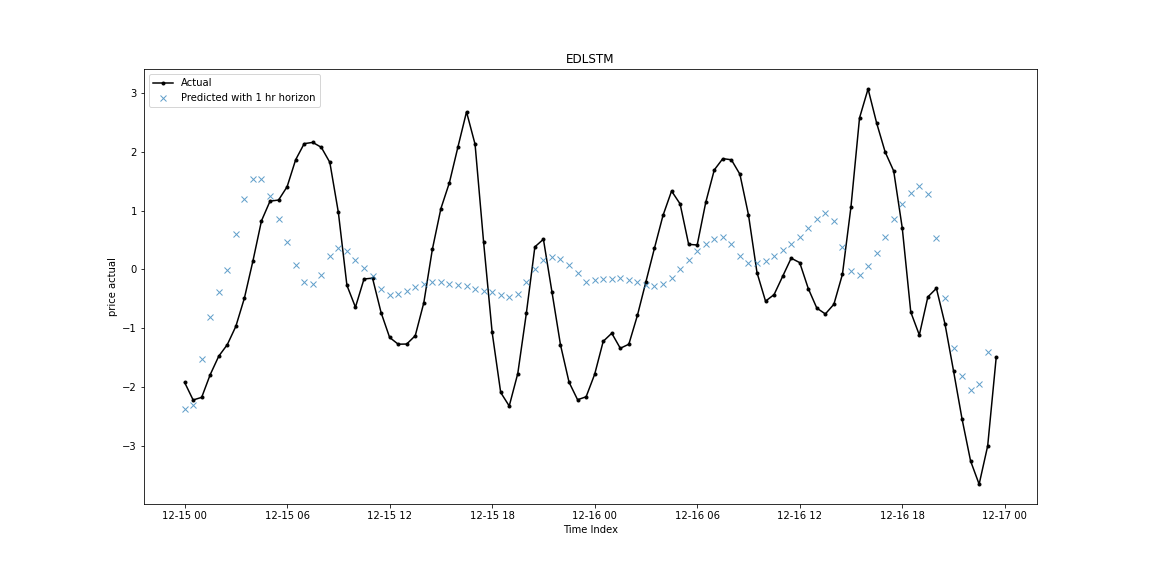 EDLSTM
Actual
Predicted with 1 hr horizon
3
2
1
0
−1
−2
−3
price actual
12-15 00 12-15 06 12-15 12 12-15 18 12-16 00 12-16 06 12-16 12 12-16 18 12-17 00
Time Index